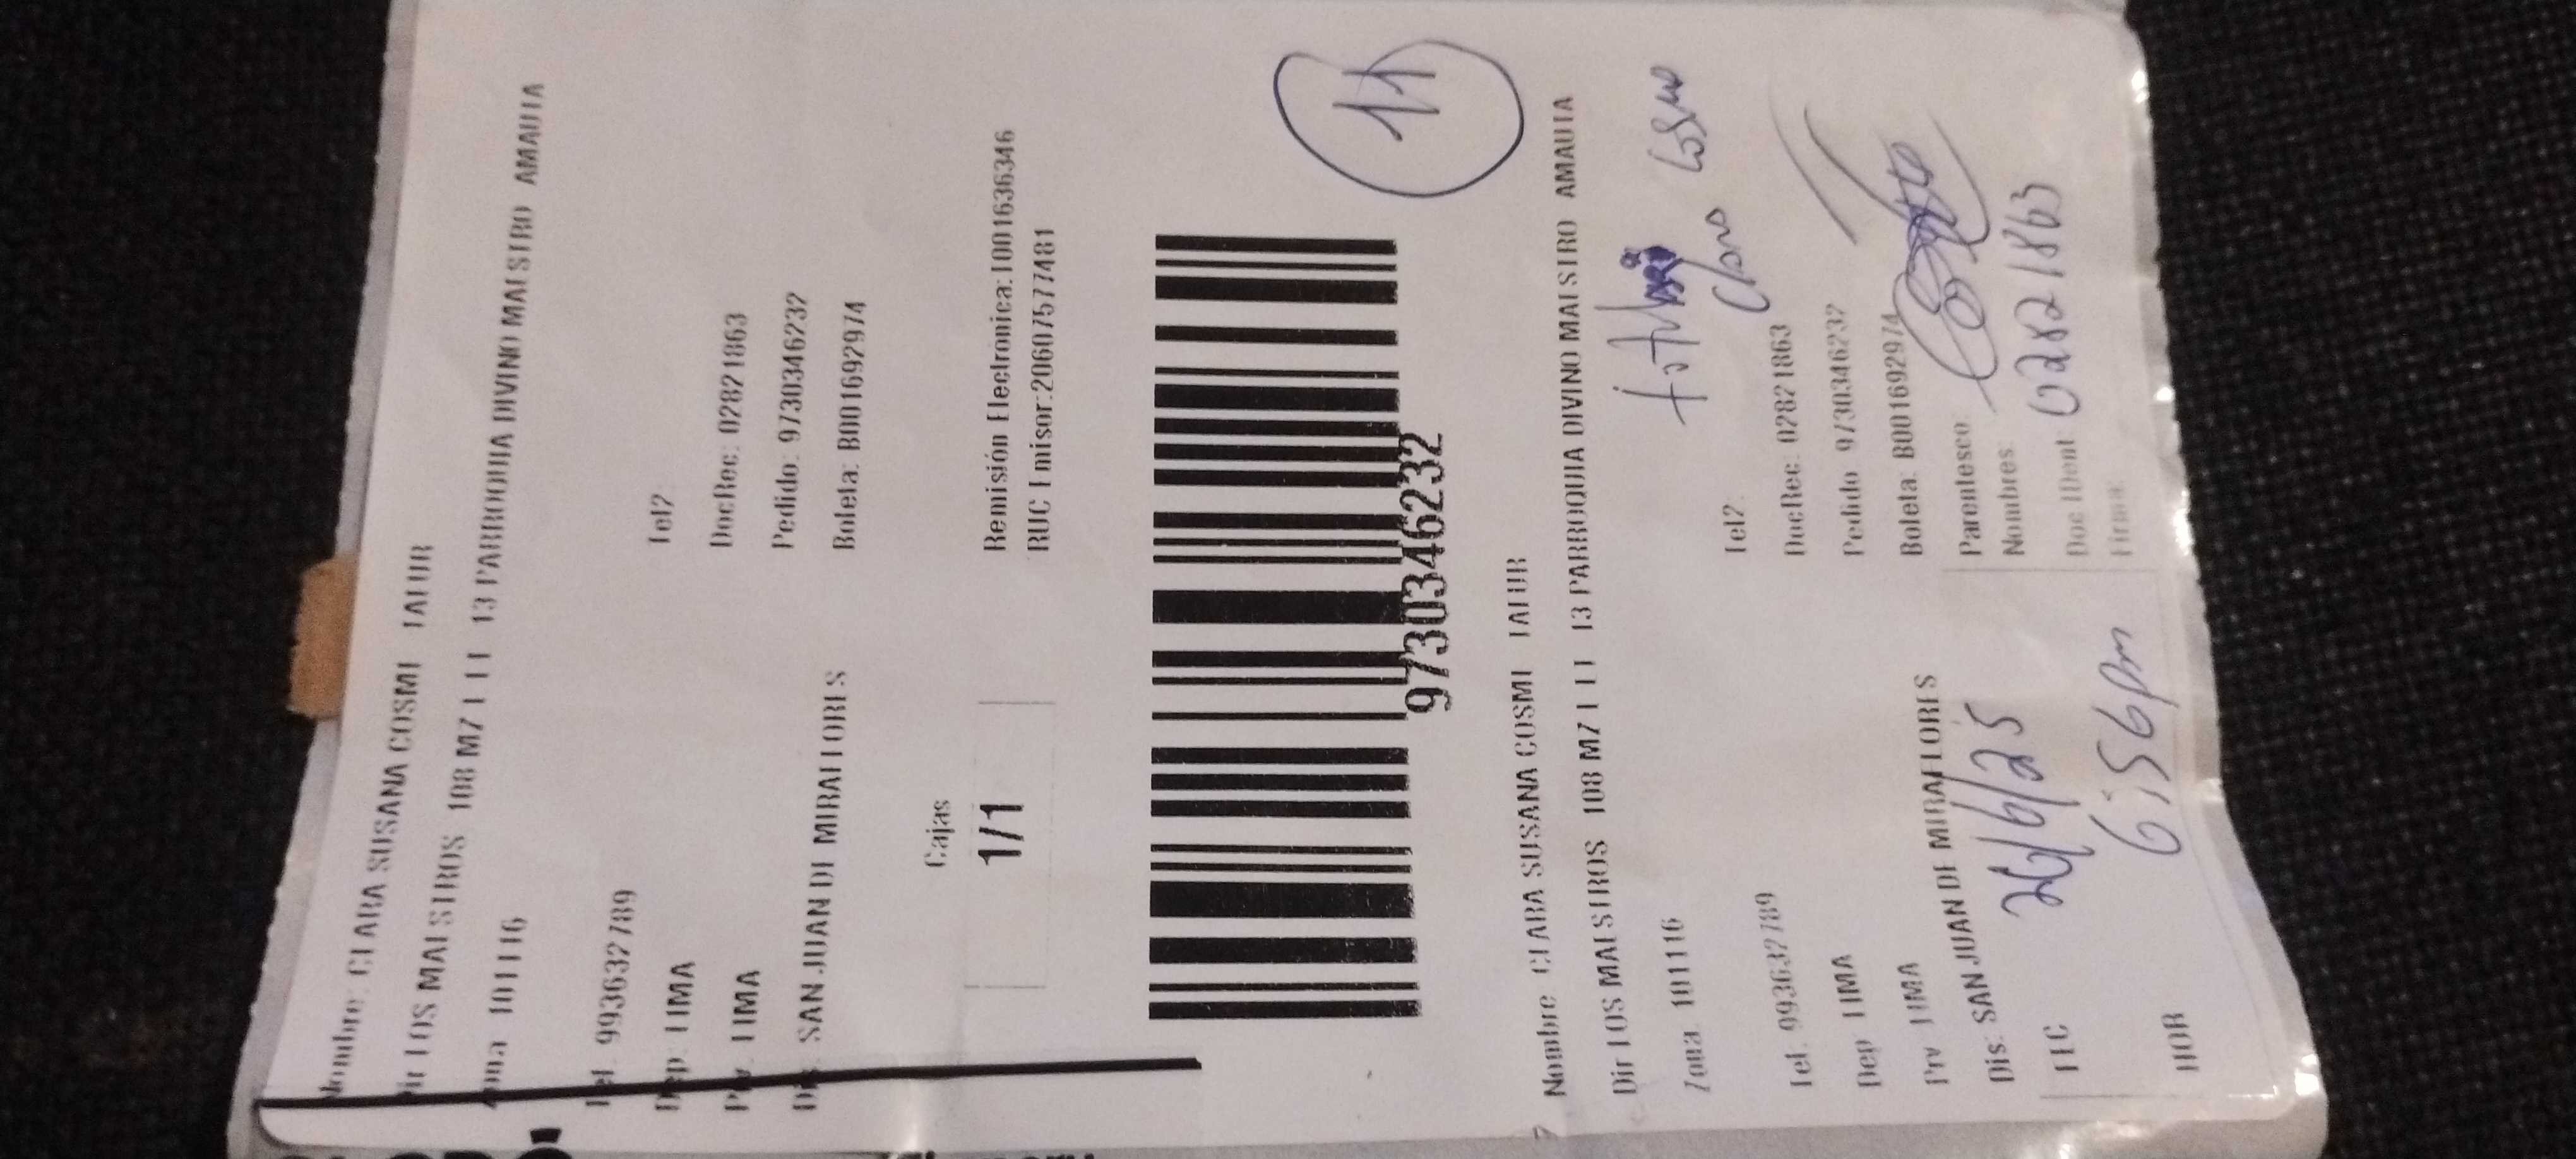 Nombre: CLARA SUSANA COSME TAFUR
Dir LOS MAESTROS 108 MZ E LT 13 PARROQUIA DIVINO MAESTRO AMAUTA
Zona 101116
Tel: 993632789
Tel2:
Dep: LIMA
DocRec: 02821863
Prv: LIMA
Pedido: 9730346232
Dis: SAN JUAN DE MIRAFLORES
Boleta: B001692974
Cajas
1/1
Remisión Electronica: T001636346
RUC Emisor:20607577481
11
9730346232
Nombre CLARA SUSANA COSME TAFUR
Dir LOS MAESTROS 108 MZ E LT 13 PARROQUIA DIVINO MAESTRO AMAUTA
Zona 101116
Tel: 993632789
Tel2:
Dep LIMA
DocRec: 02821863
Prv LIMA
Pedido 9730346232
Dis: SAN JUAN DE MIRAFLORES
Boleta: B001692974
FEC 26/6/25
Parentesco:
Nombres:
HOR 6:56pm
Doc Ident: 02821863
Firma: